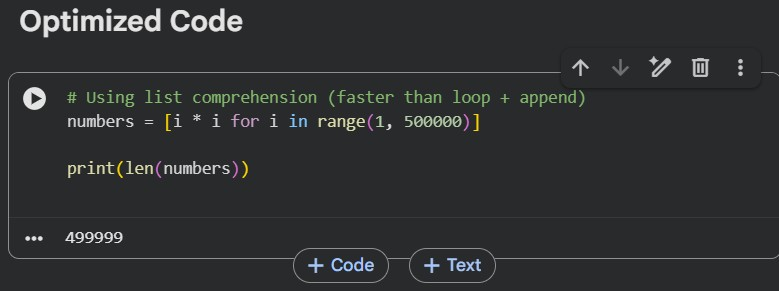 Optimized Code
# Using list comprehension (faster than loop + append)
numbers = [i * i for i in range(1, 500000)]
print(len(numbers))
499999
+ Code + Text